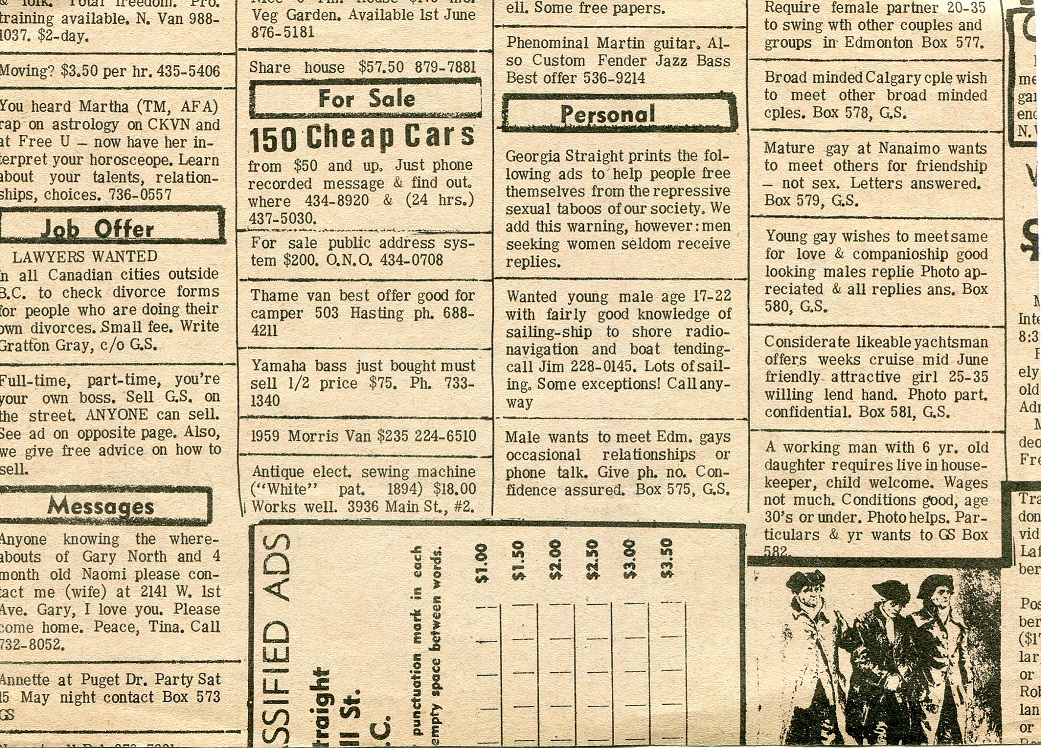 & folk. Total freedom. Pro.
training available. N. Van 988-
1037. $2-day.
Moving? $3.50 per hr. 435-5406
You heard Martha (TM, AFA)
rap on astrology on CKVN and
at Free U — now have her in-
terpret your horosceope. Learn
about your talents, relation-
ships, choices. 736-0557
Job Offer
LAWYERS WANTED
In all Canadian cities outside
B.C. to check divorce forms
for people who are doing their
own divorces. Small fee. Write
Gratton Gray, c/o G.S.
Full-time, part-time, you're
your own boss. Sell G.S. on
the street. ANYONE can sell.
See ad on opposite page. Also,
we give free advice on how to
sell.
Messages
Anyone knowing the where-
abouts of Gary North and 4
month old Naomi please con-
tact me (wife) at 2141 W. 1st
Ave. Gary, I love you. Please
come home. Peace, Tina. Call
732-8052.
Annette at Puget Dr. Party Sat
15 May night contact Box 573
GS
Veg Garden. Available 1st June
876-5181
Share house $57.50 879-7881
For Sale
150 Cheap Cars
from $50 and up. Just phone
recorded message & find out.
where 434-8920 & (24 hrs.)
437-5030.
For sale public address sys-
tem $200. O.N.O. 434-0708
Thame van best offer good for
camper 503 Hasting ph. 688-
4211
Yamaha bass just bought must
sell 1/2 price $75. Ph. 733-
1340
1959 Morris Van $235 224-6510
Antique elect. sewing machine
("White" pat. 1894) $18.00
Works well. 3936 Main St., #2.
ell. Some free papers.
Phenominal Martin guitar. Al-
so Custom Fender Jazz Bass
Best offer 536-9214
Personal
Georgia Straight prints the fol-
lowing ads to help people free
themselves from the repressive
sexual taboos of our society. We
add this warning, however: men
seeking women seldom receive
replies.
Wanted young male age 17-22
with fairly good knowledge of
sailing-ship to shore radio-
navigation and boat tending-
call Jim 228-0145. Lots of sail-
ing. Some exceptions! Call any-
way
Male wants to meet Edm. gays
occasional relationships or
phone talk. Give ph. no. Con-
fidence assured. Box 575, G.S.
Require female partner 20-35
to swing wth other couples and
groups in Edmonton Box 577.
Broad minded Calgary cple wish
to meet other broad minded
cples. Box 578, G.S.
Mature gay at Nanaimo wants
to meet others for friendship
— not sex. Letters answered.
Box 579, G.S.
Young gay wishes to meet same
for love & companioship good
looking males replie Photo ap-
reciated & all replies ans. Box
580, G.S.
Considerate likeable yachtsman
offers weeks cruise mid June
friendly attractive girl 25-35
willing lend hand. Photo part.
confidential. Box 581, G.S.
A working man with 6 yr. old
daughter requires live in house-
keeper, child welcome. Wages
not much. Conditions good, age
30's or under. Photo helps. Par-
ticulars & yr wants to GS Box
582.
SSIFIED ADS
traight
ll St.
.C.
punctuation mark in each
empty space between words.
$1.00
$1.50
$2.00
$2.50
$3.00
$3.50